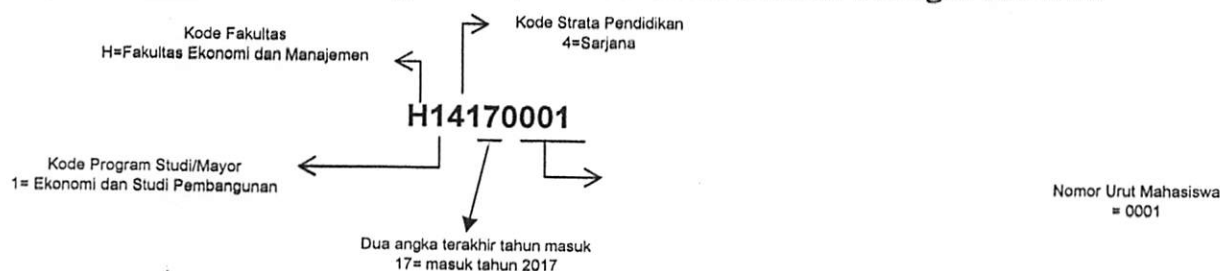 Kode Strata Pendidikan
4=Sarjana
Kode Fakultas
H=Fakultas Ekonomi dan Manajemen
H14170001
Kode Program Studi/Mayor
1= Ekonomi dan Studi Pembangunan
Nomor Urut Mahasiswa
= 0001
Dua angka terakhir tahun masuk
17= masuk tahun 2017